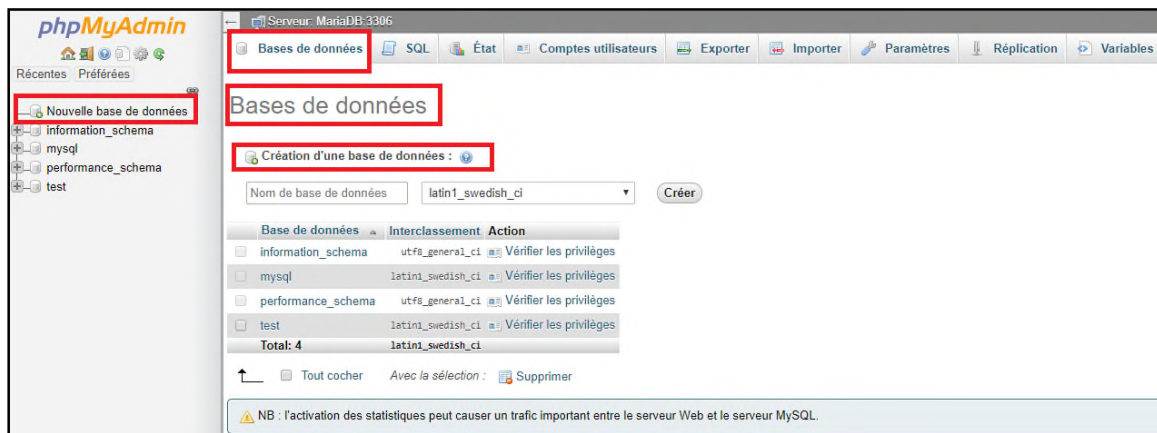 phpMyAdmin
Récentes Préférées
Nouvelle base de données
information_schema
mysql
performance_schema
test
Serveur: MariaDB:3306
Bases de données SQL État Comptes utilisateurs Exporter Importer Paramètres Réplication Variables
Bases de données
Création d'une base de données :
Nom de base de données latin1_swedish_ci Créer
Base de données Interclassement Action
information_schema utf8_general_ci Vérifier les privilèges
mysql latin1_swedish_ci Vérifier les privilèges
performance_schema utf8_general_ci Vérifier les privilèges
test latin1_swedish_ci Vérifier les privilèges
Total: 4 latin1_swedish_ci
Tout cocher Avec la sélection : Supprimer
NB : l'activation des statistiques peut causer un trafic important entre le serveur Web et le serveur MySQL.